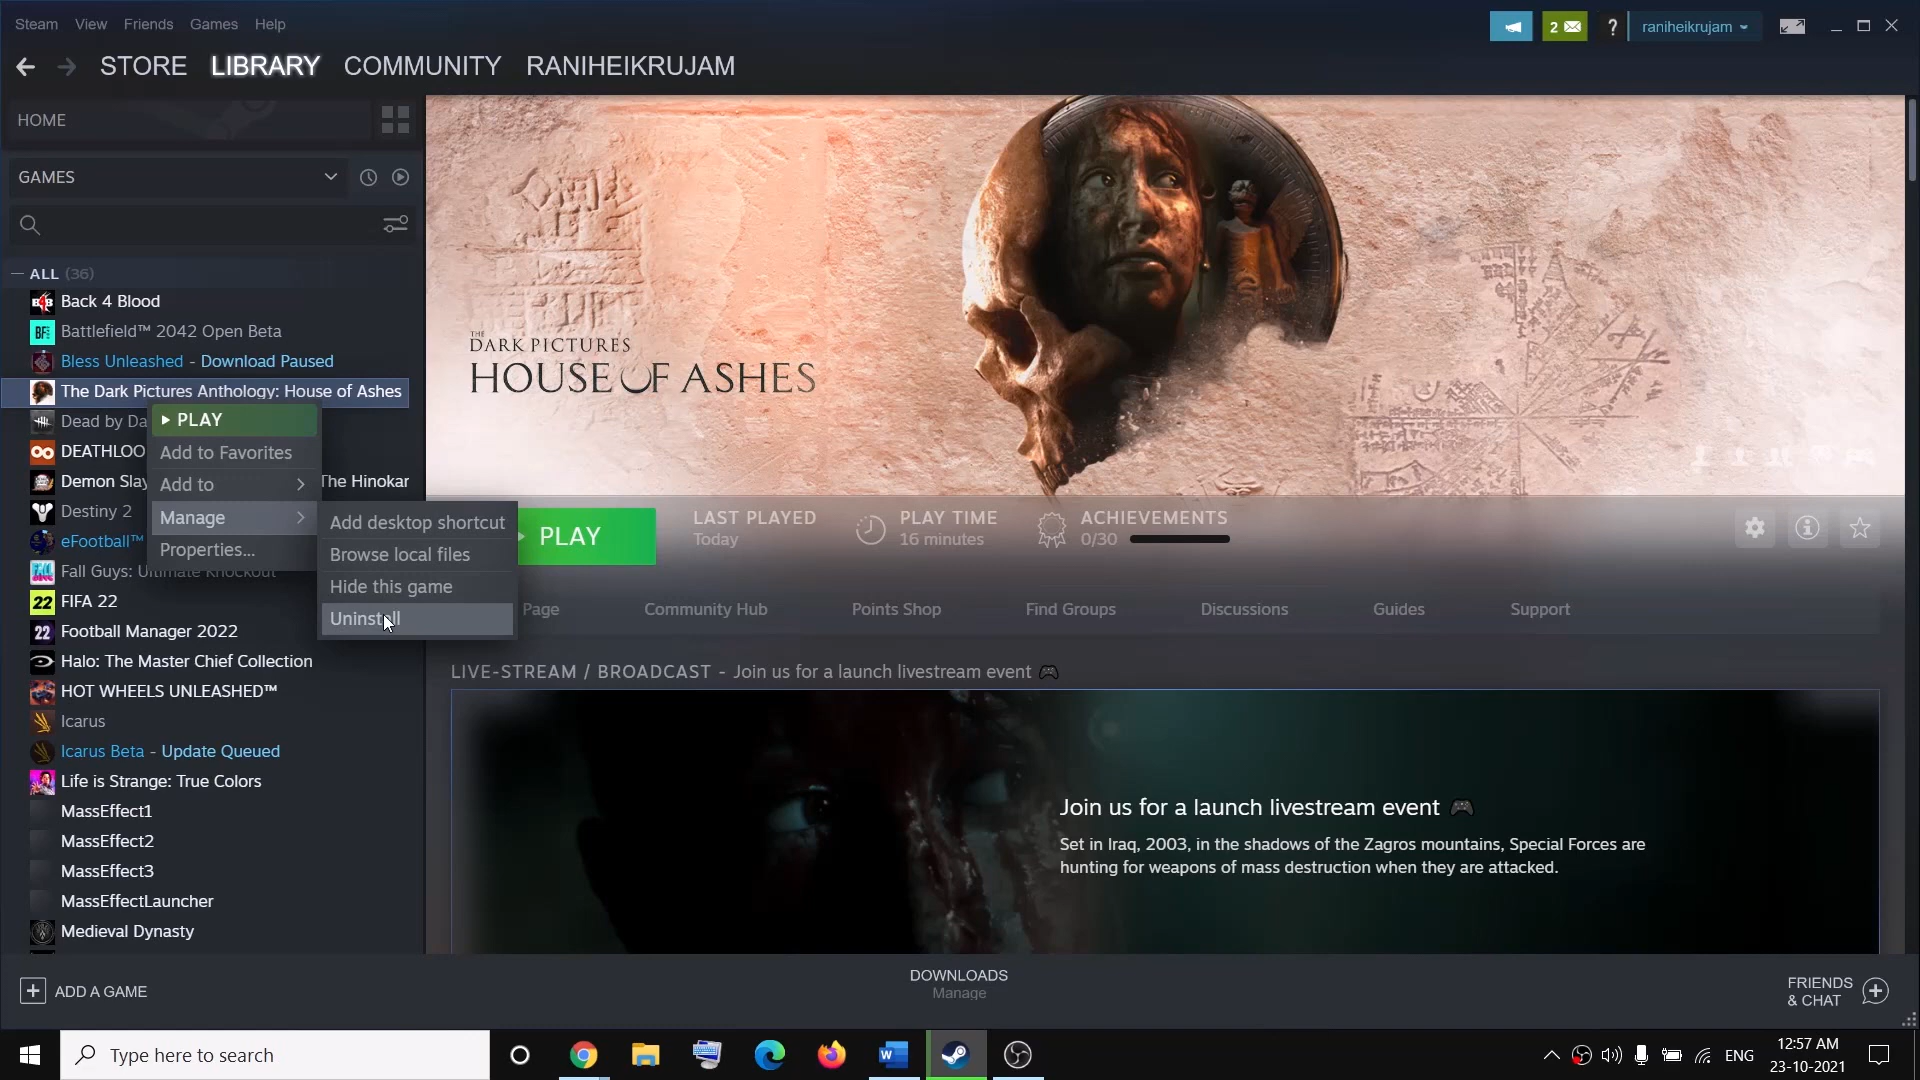 Steam View Friends Games Help
2
?
raniheikrujam
STORE LIBRARY COMMUNITY RANIHEIKRUJAM
HOME
GAMES
ALL (36)
Back 4 Blood
Battlefield™ 2042 Open Beta
Bless Unleashed - Download Paused
The Dark Pictures Anthology: House of Ashes
Dead by Da
DEATHLOO
Demon Slay
The Hinokar
Destiny 2
eFootball™
Fall Guys: Ultimate Knockout
FIFA 22
Football Manager 2022
Halo: The Master Chief Collection
HOT WHEELS UNLEASHED™
Icarus
Icarus Beta - Update Queued
Life is Strange: True Colors
MassEffect1
MassEffect2
MassEffect3
MassEffectLauncher
Medieval Dynasty
PLAY
Add to Favorites
Add to
Manage
Properties...
Add desktop shortcut
Browse local files
Hide this game
Uninstall
THE
DARK PICTURES
HOUSE OF ASHES
PLAY
LAST PLAYED
Today
PLAY TIME
16 minutes
ACHIEVEMENTS
0/30
Page Community Hub Points Shop Find Groups Discussions Guides Support
LIVE-STREAM / BROADCAST - Join us for a launch livestream event 🎮
Join us for a launch livestream event 🎮
Set in Iraq, 2003, in the shadows of the Zagros mountains, Special Forces are
hunting for weapons of mass destruction when they are attacked.
ADD A GAME
DOWNLOADS
Manage
FRIENDS
& CHAT
Type here to search
ENG
12:57 AM
23-10-2021